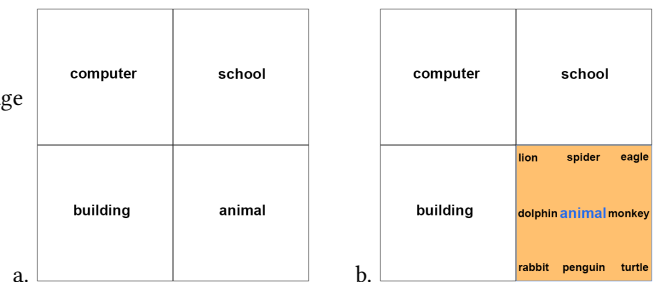 computer school
building animal
a.
ge
computer school
building
lion spider eagle
dolphin animal monkey
rabbit penguin turtle
b.